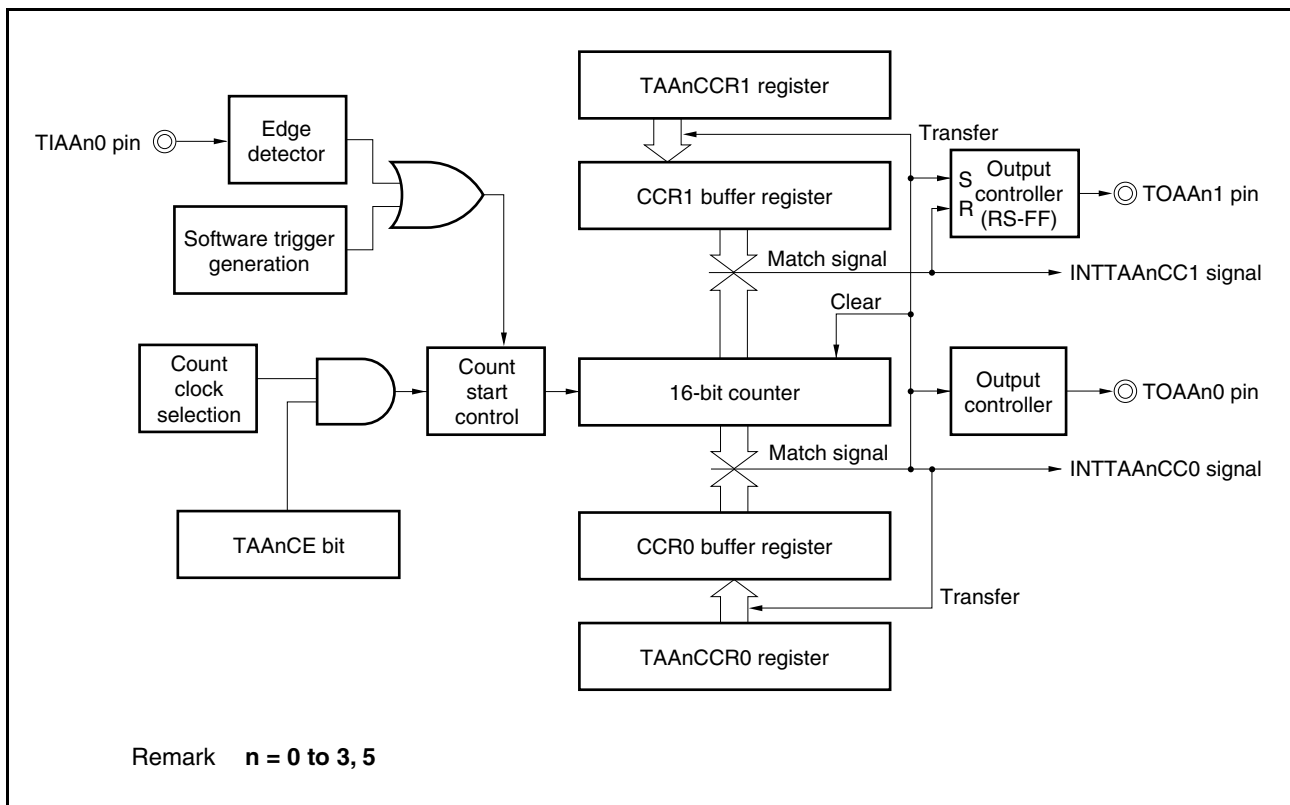 TAAnCCR1 register
TIAAn0 pin
Edge
detector
Transfer
S
R
Output
controller
(RS-FF)
TOAAn1 pin
CCR1 buffer register
Software trigger
generation
Match signal
INTTAAnCC1 signal
Clear
Count
clock
selection
Count
start
control
16-bit counter
Output
controller
TOAAn0 pin
Match signal
INTTAAnCC0 signal
TAAnCE bit
CCR0 buffer register
Transfer
TAAnCCR0 register
Remark n = 0 to 3, 5